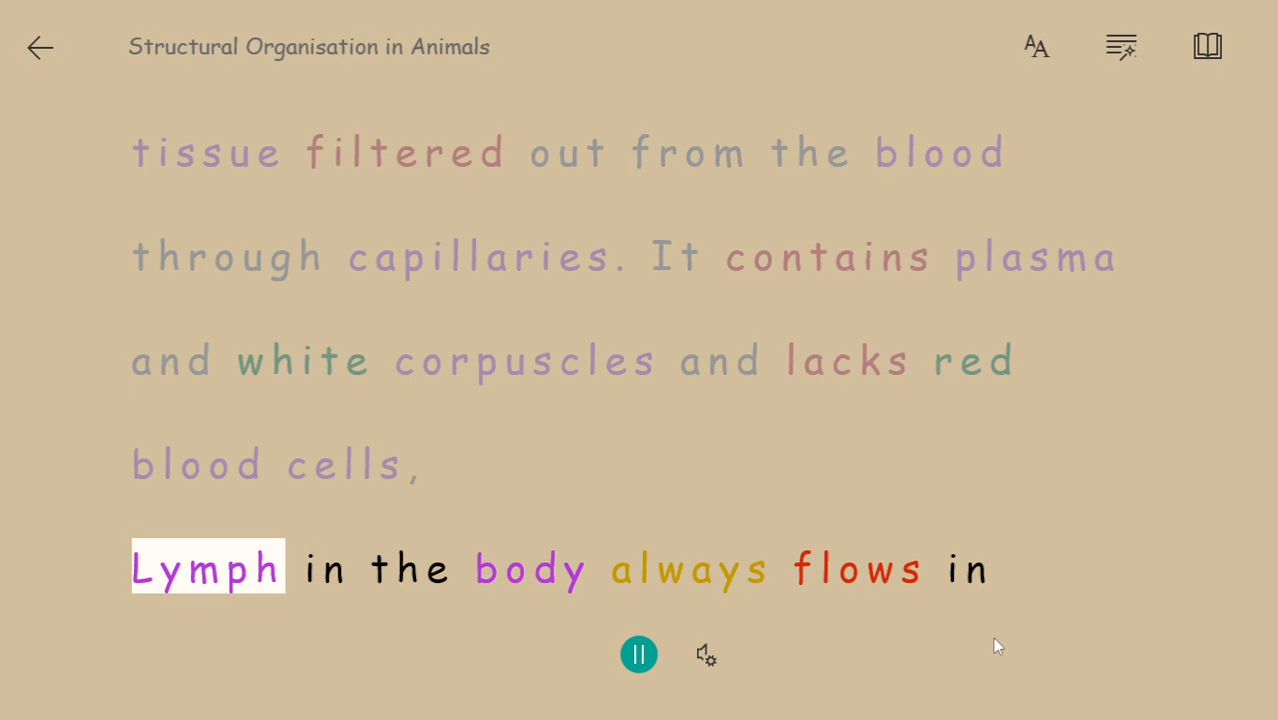 Structural Organisation in Animals
tissue filtered out from the blood
through capillaries. It contains plasma
and white corpuscles and lacks red
blood cells,
Lymph in the body always flows in